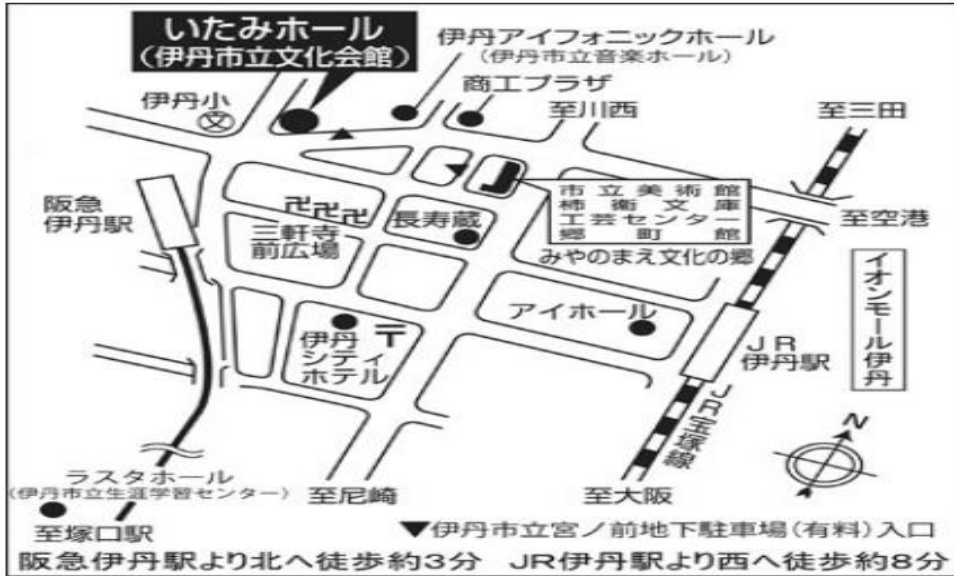 いたみホール
(伊丹市立文化会館)
伊丹アイフォニックホール
(伊丹市立音楽ホール)
商工プラザ
伊丹小
文
至川西
至三田
阪急
伊丹駅
卍卍卍
三軒寺
前広場
長寿蔵
市立美術館
柿衞文庫
工芸センター
郷町館
みやのまえ文化の郷
至空港
イオンモール伊丹
アイホール
伊丹
シティ
ホテル
〒
JR
伊丹駅
JR宝塚線
N
ラスタホール
(伊丹市立生涯学習センター)
至塚口駅
至尼崎
至大阪
▼伊丹市立宮ノ前地下駐車場(有料)入口
阪急伊丹駅より北へ徒歩約3分 JR伊丹駅より西へ徒歩約8分